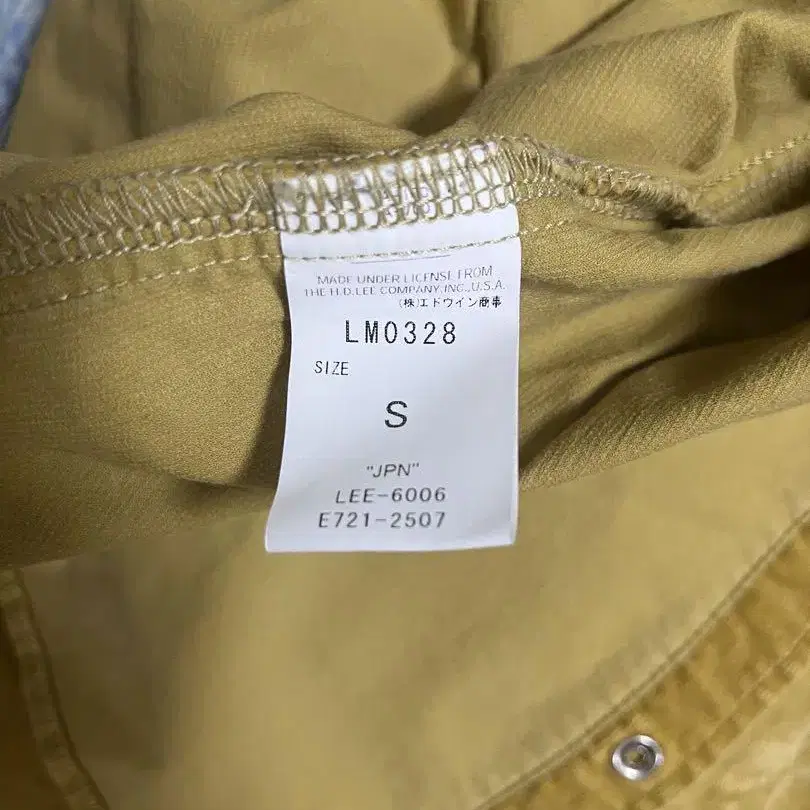 MADE UNDER LICENSE FROM
THE H.D.LEE COMPANY,INC.,U.S.A.
(株)エドウイン商事
LM0328
SIZE
S
"JPN"
LEE-6006
E721-2507